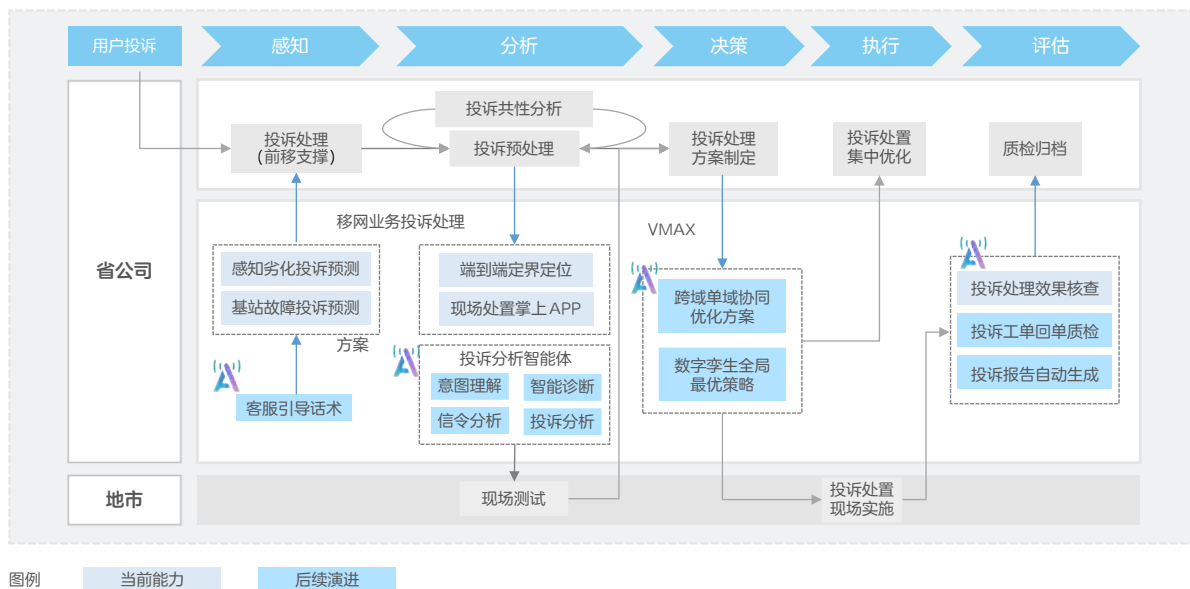 用户投诉
感知
分析
决策
执行
评估
省公司
投诉共性分析
投诉处理
(前移支撑)
投诉预处理
投诉处理
方案制定
投诉处置
集中优化
质检归档
移网业务投诉处理
VMAX
感知劣化投诉预测
基站故障投诉预测
方案
客服引导话术
端到端定界定位
现场处置掌上 APP
投诉分析智能体
意图理解
智能诊断
信令分析
投诉分析
跨域单域协同
优化方案
数字孪生全局
最优策略
投诉处理效果核查
投诉工单回单质检
投诉报告自动生成
地市
现场测试
投诉处置
现场实施
图例
当前能力
后续演进